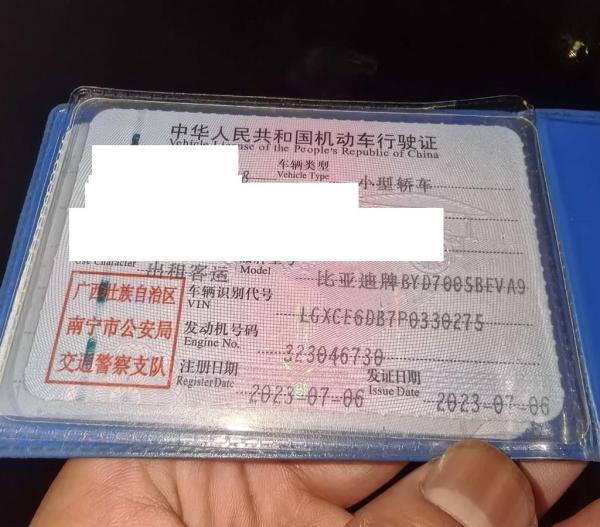 中华人民共和国机动车行驶证
Vehicle License of the People's Republic of China
8
车辆类型
Vehicle Type
小型轿车
Use Character
出租客运
Model
比亚迪牌BYD7005BEVA9
广西壮族自治区
南宁市公安局
交通警察支队
车辆识别代号
VIN
LGXCE6DB7P0330275
发动机号码
Engine No.
323046730
注册日期
Register Date
2023-07-06
发证日期
Issue Date
2023-07-06